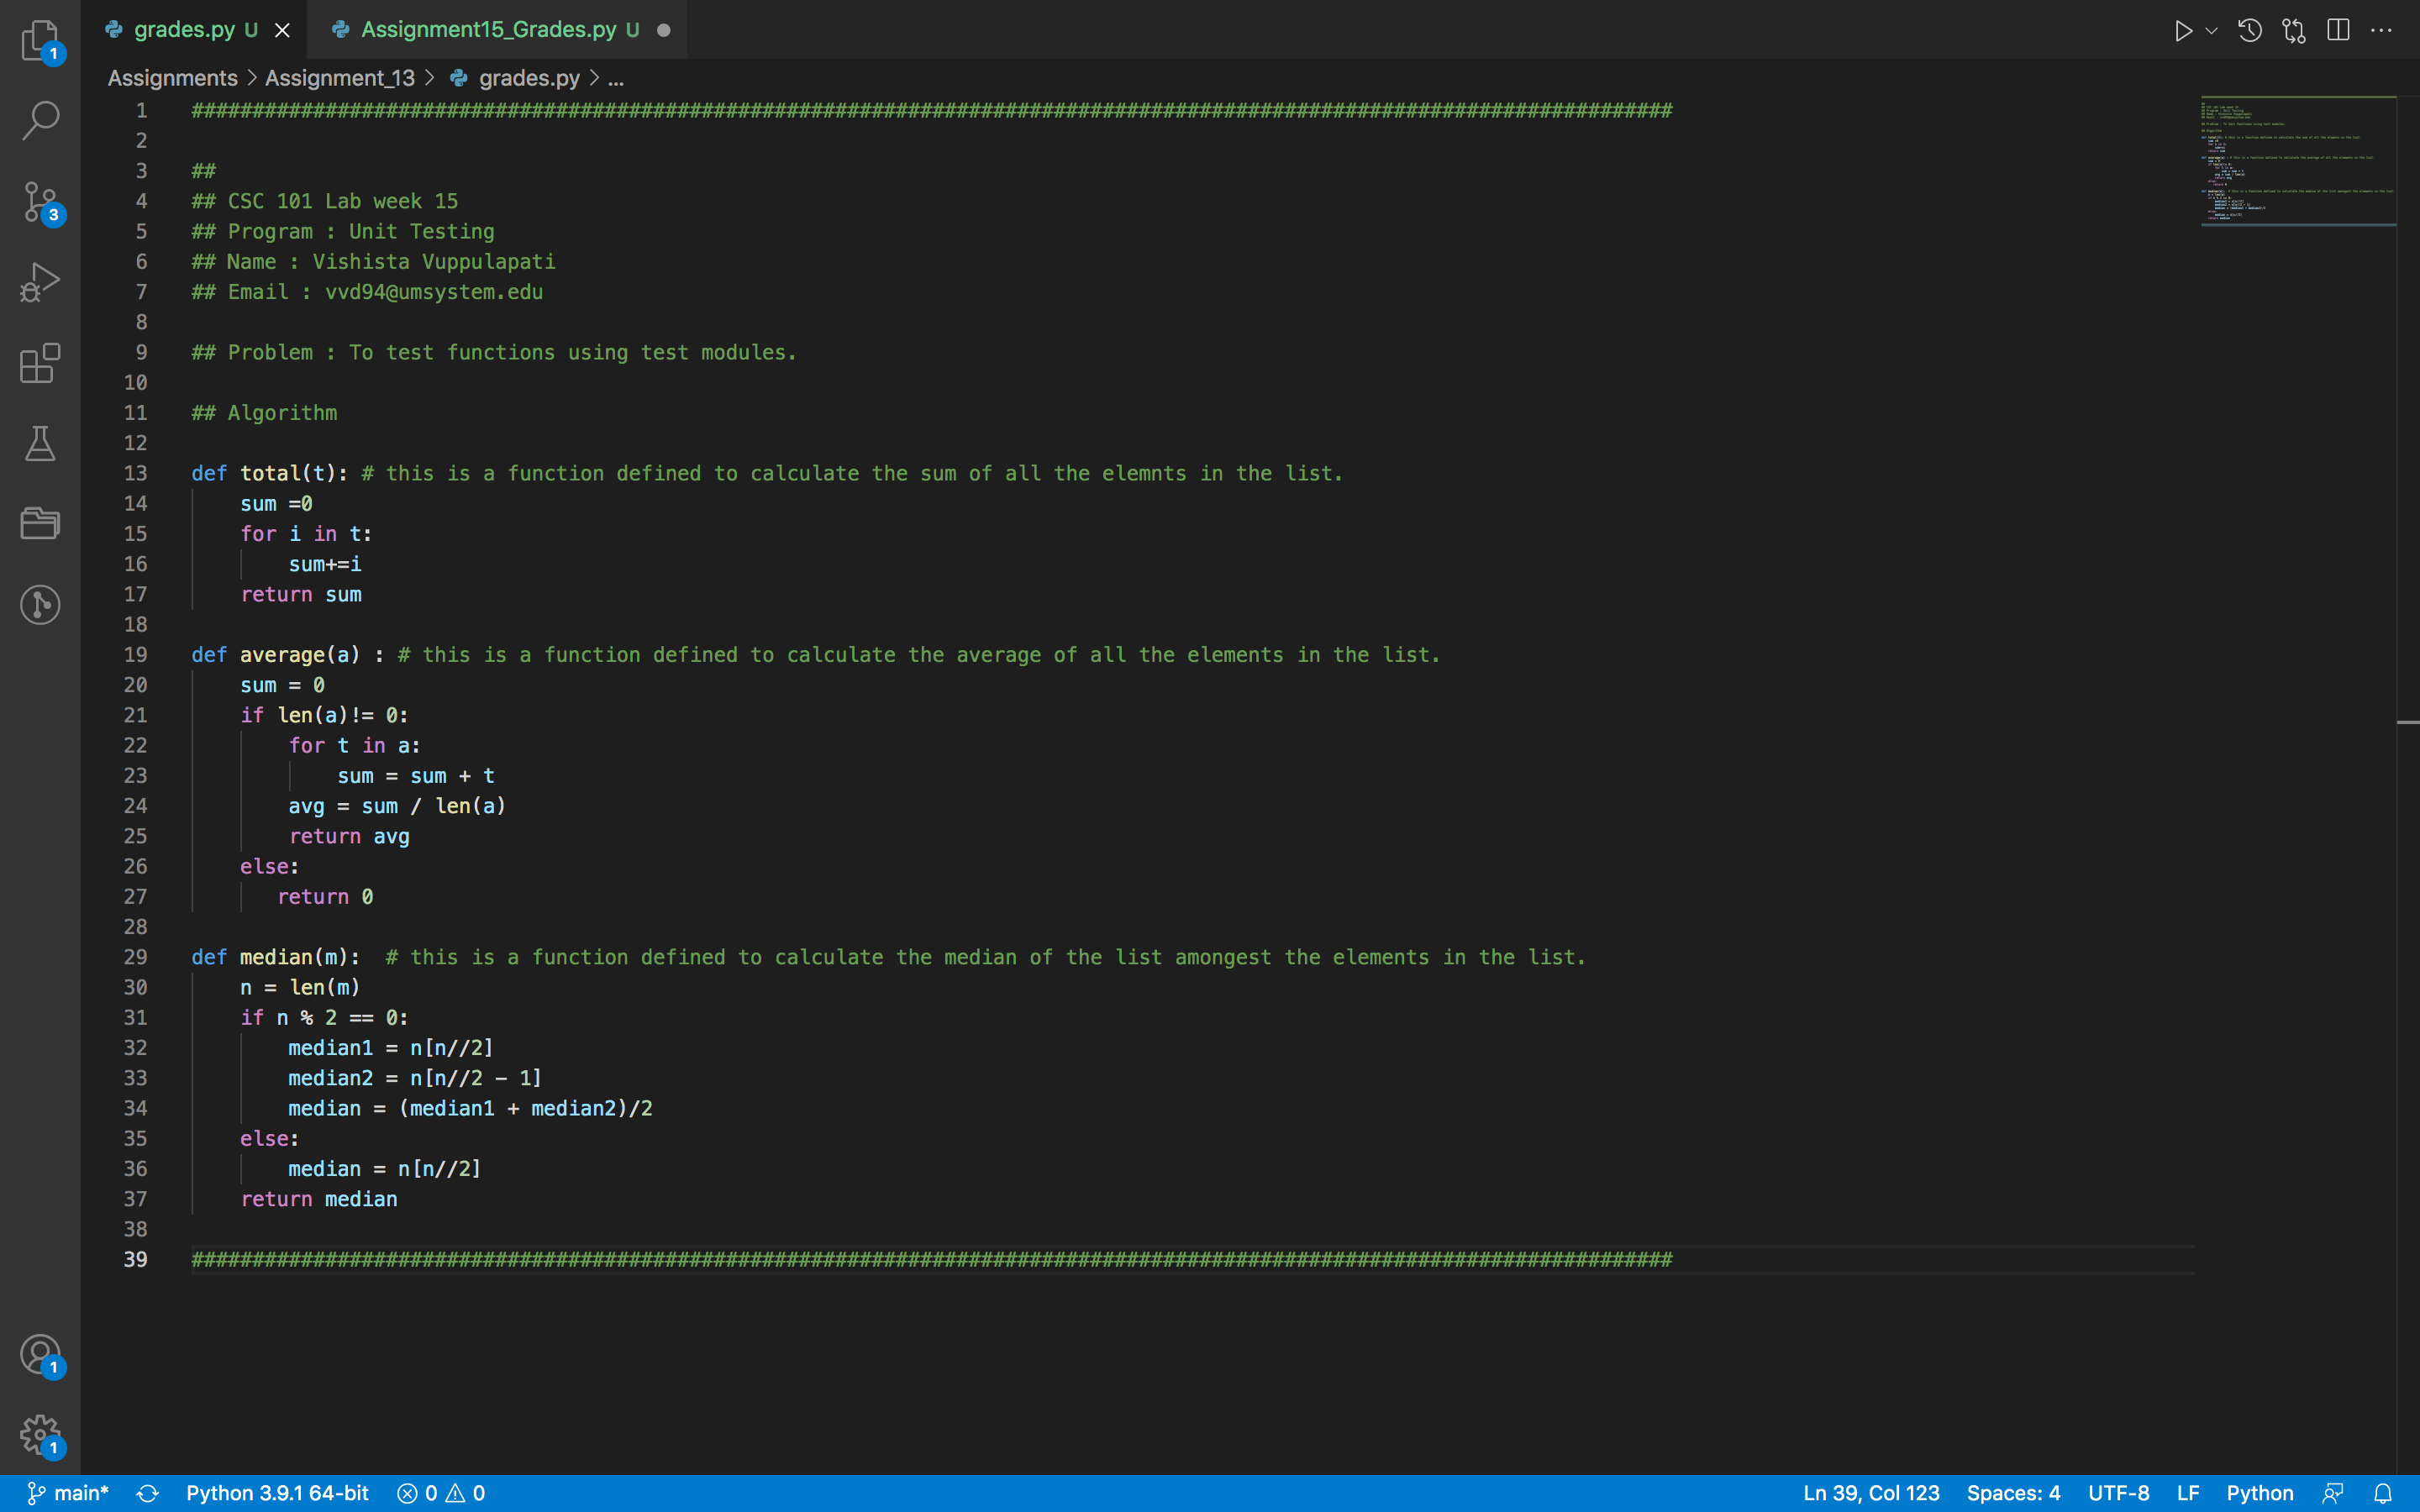 grades.py U
Assignment15_Grades.py U
Assignments > Assignment_13 > grades.py > ...
1 ##########################################################################################################################
2
3 ##
4 ## CSC 101 Lab week 15
5 ## Program : Unit Testing
6 ## Name : Vishista Vuppulapati
7 ## Email : vvd94@umsystem.edu
8
9 ## Problem : To test functions using test modules.
10
11 ## Algorithm
12
13 def total(t): # this is a function defined to calculate the sum of all the elemnts in the list.
14     sum =0
15     for i in t:
16         sum+=i
17     return sum
18
19 def average(a) : # this is a function defined to calculate the average of all the elements in the list.
20     sum = 0
21     if len(a)!= 0:
22         for t in a:
23             sum = sum + t
24         avg = sum / len(a)
25         return avg
26     else:
27        return 0
28
29 def median(m):  # this is a function defined to calculate the median of the list amongest the elements in the list.
30     n = len(m)
31     if n % 2 == 0:
32         median1 = n[n//2]
33         median2 = n[n//2 - 1]
34         median = (median1 + median2)/2
35     else:
36         median = n[n//2]
37     return median
38
39 ##########################################################################################################################
1
3
1
1
main* Python 3.9.1 64-bit 0 0 Ln 39, Col 123 Spaces: 4 UTF-8 LF Python